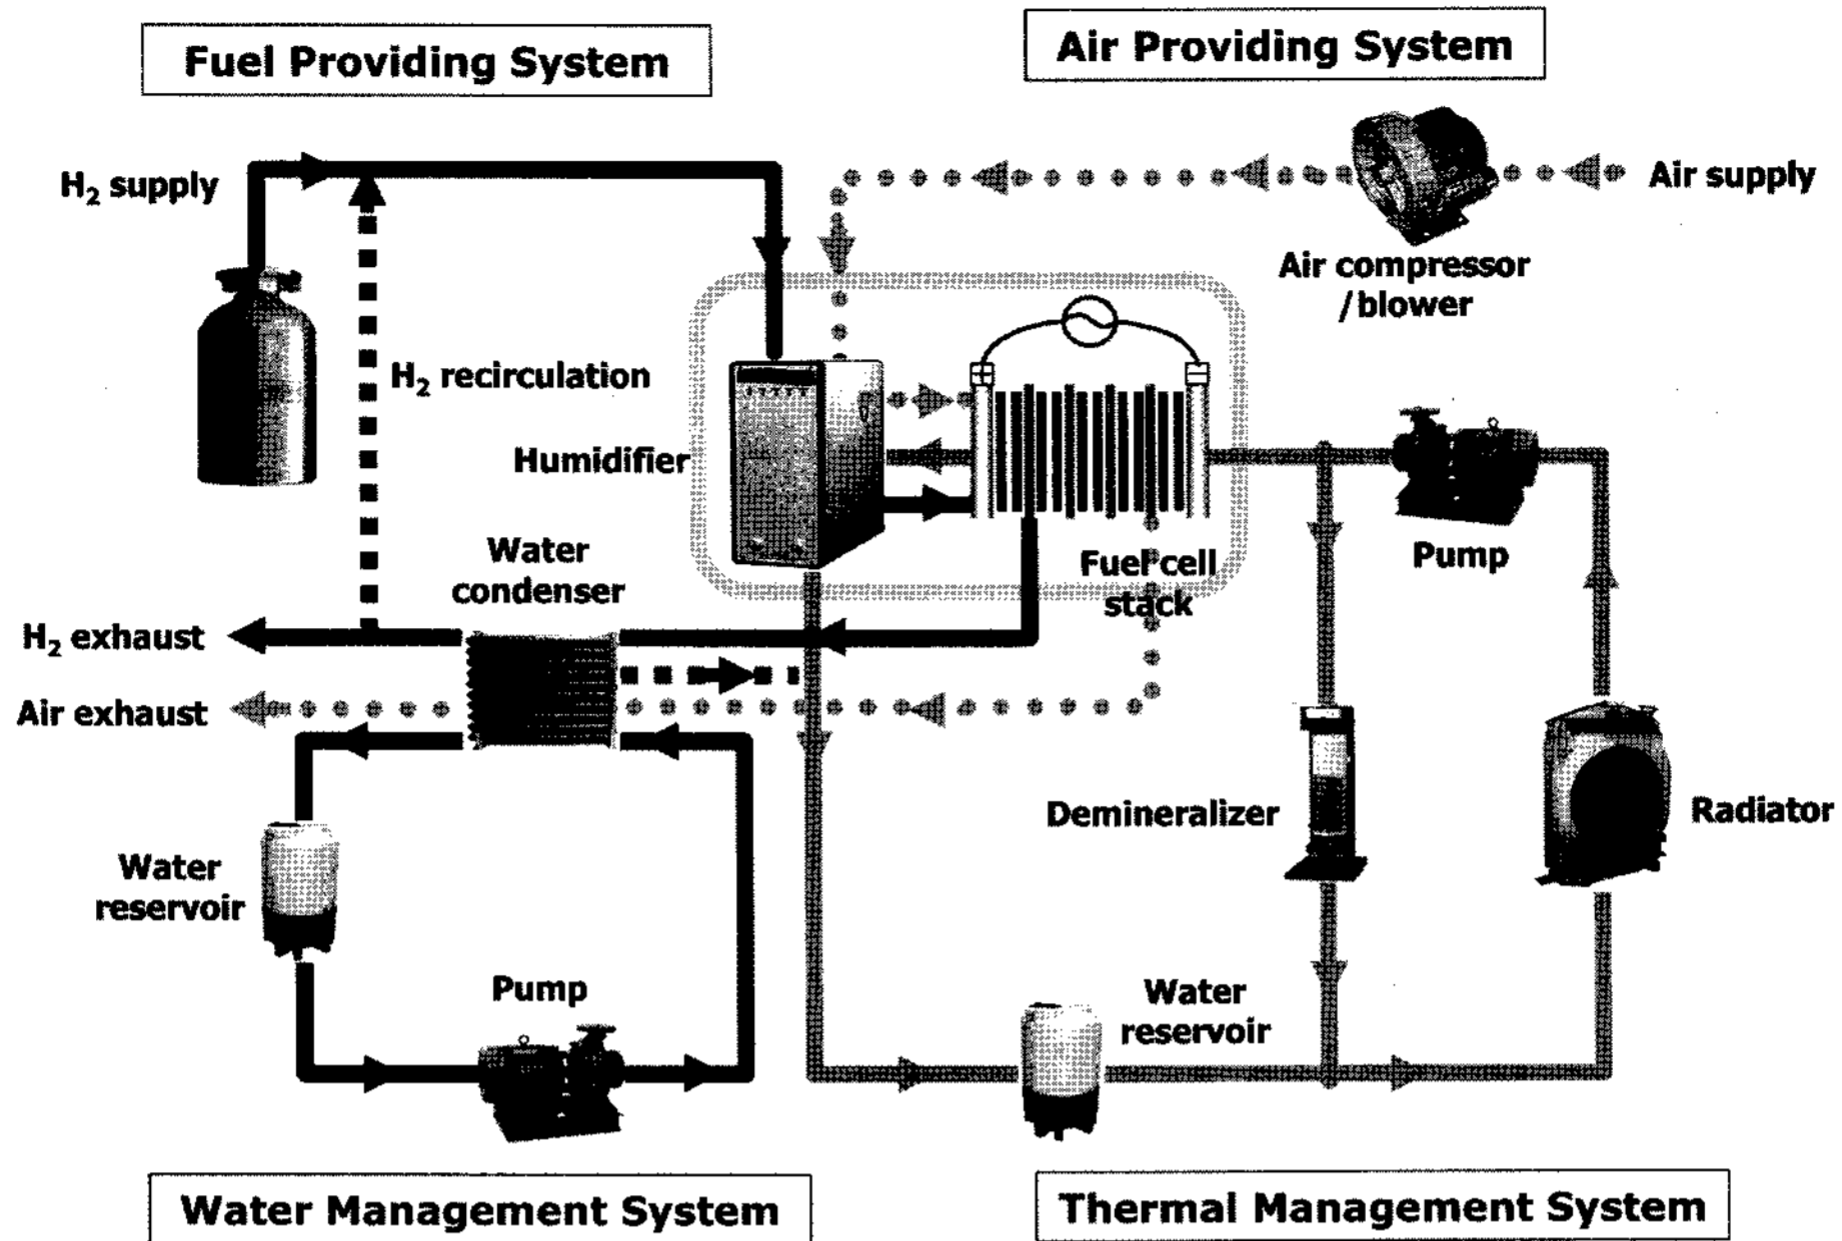 Fuel Providing System
Air Providing System
H₂ supply
Air supply
Air compressor
/blower
H₂ recirculation
Humidifier
Water
condenser
Fuel cell
stack
Pump
H₂ exhaust
Air exhaust
Demineralizer
Radiator
Water
reservoir
Pump
Water
reservoir
Water Management System
Thermal Management System